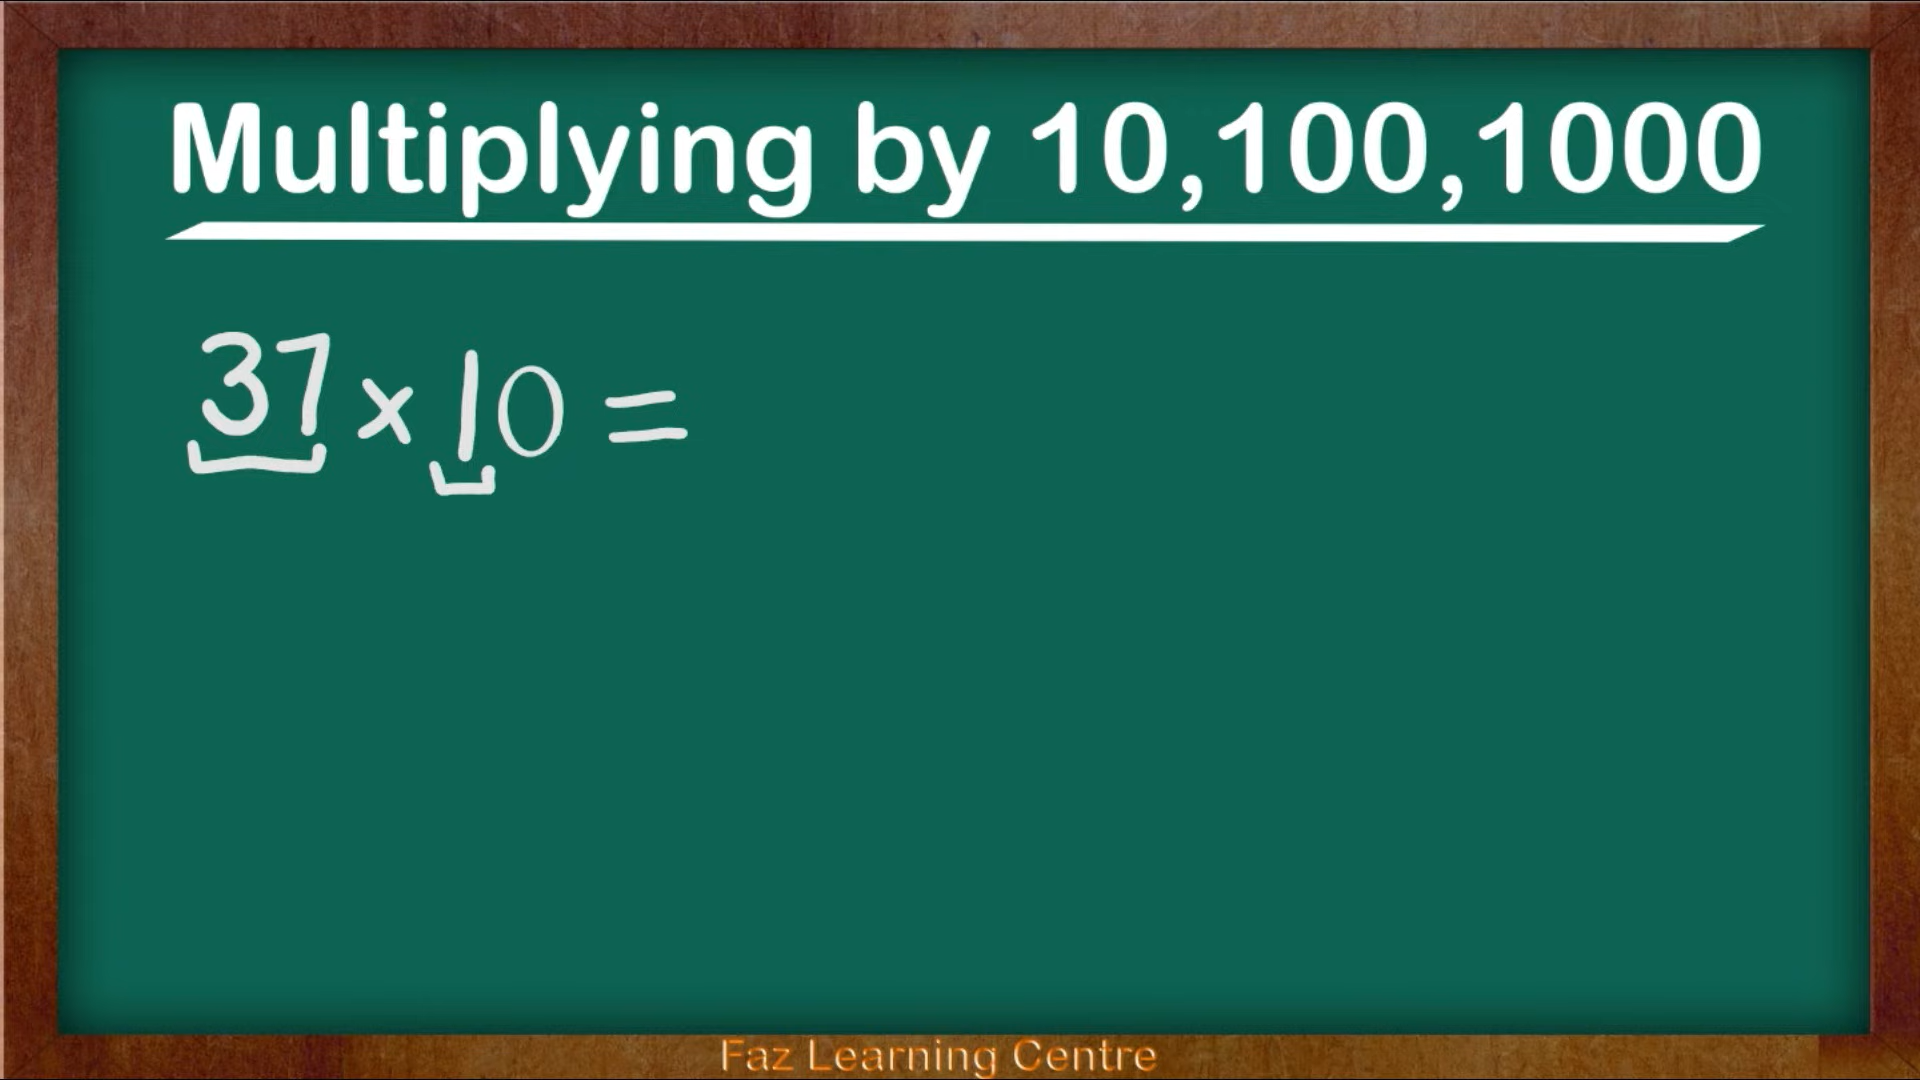 Multiplying by 10,100,1000
37 x 10 =
Faz Learning Centre